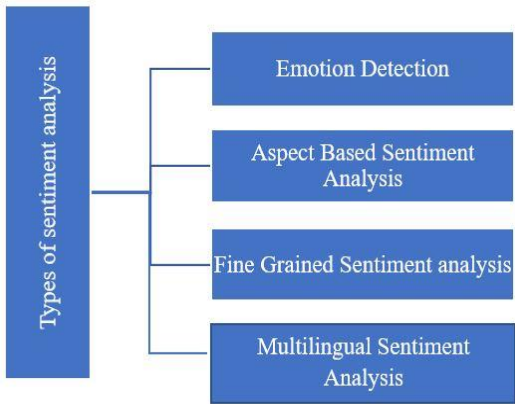 Types of sentiment analysis
Emotion Detection
Aspect Based Sentiment
Analysis
Fine Grained Sentiment analysis
Multilingual Sentiment
Analysis